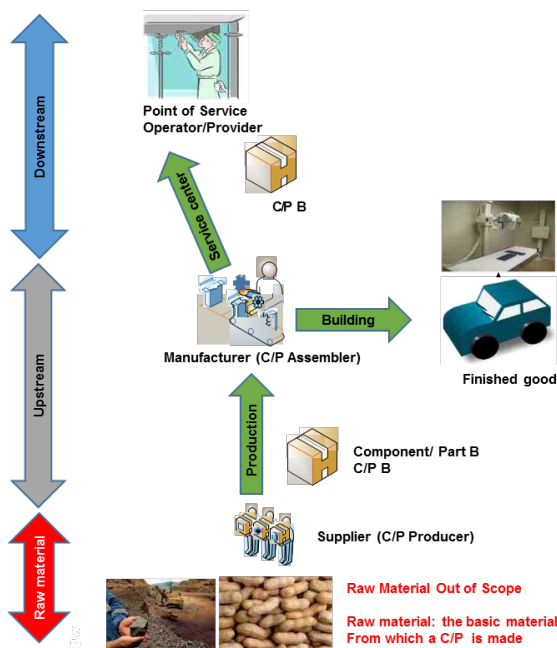 Downstream
Point of Service
Operator/Provider
Service center
C/P B
Building
Manufacturer (C/P Assembler)
Finished good
Upstream
Production
Component/ Part B
C/P B
Supplier (C/P Producer)
Raw material
Raw Material Out of Scope
Raw material: the basic material
From which a C/P is made